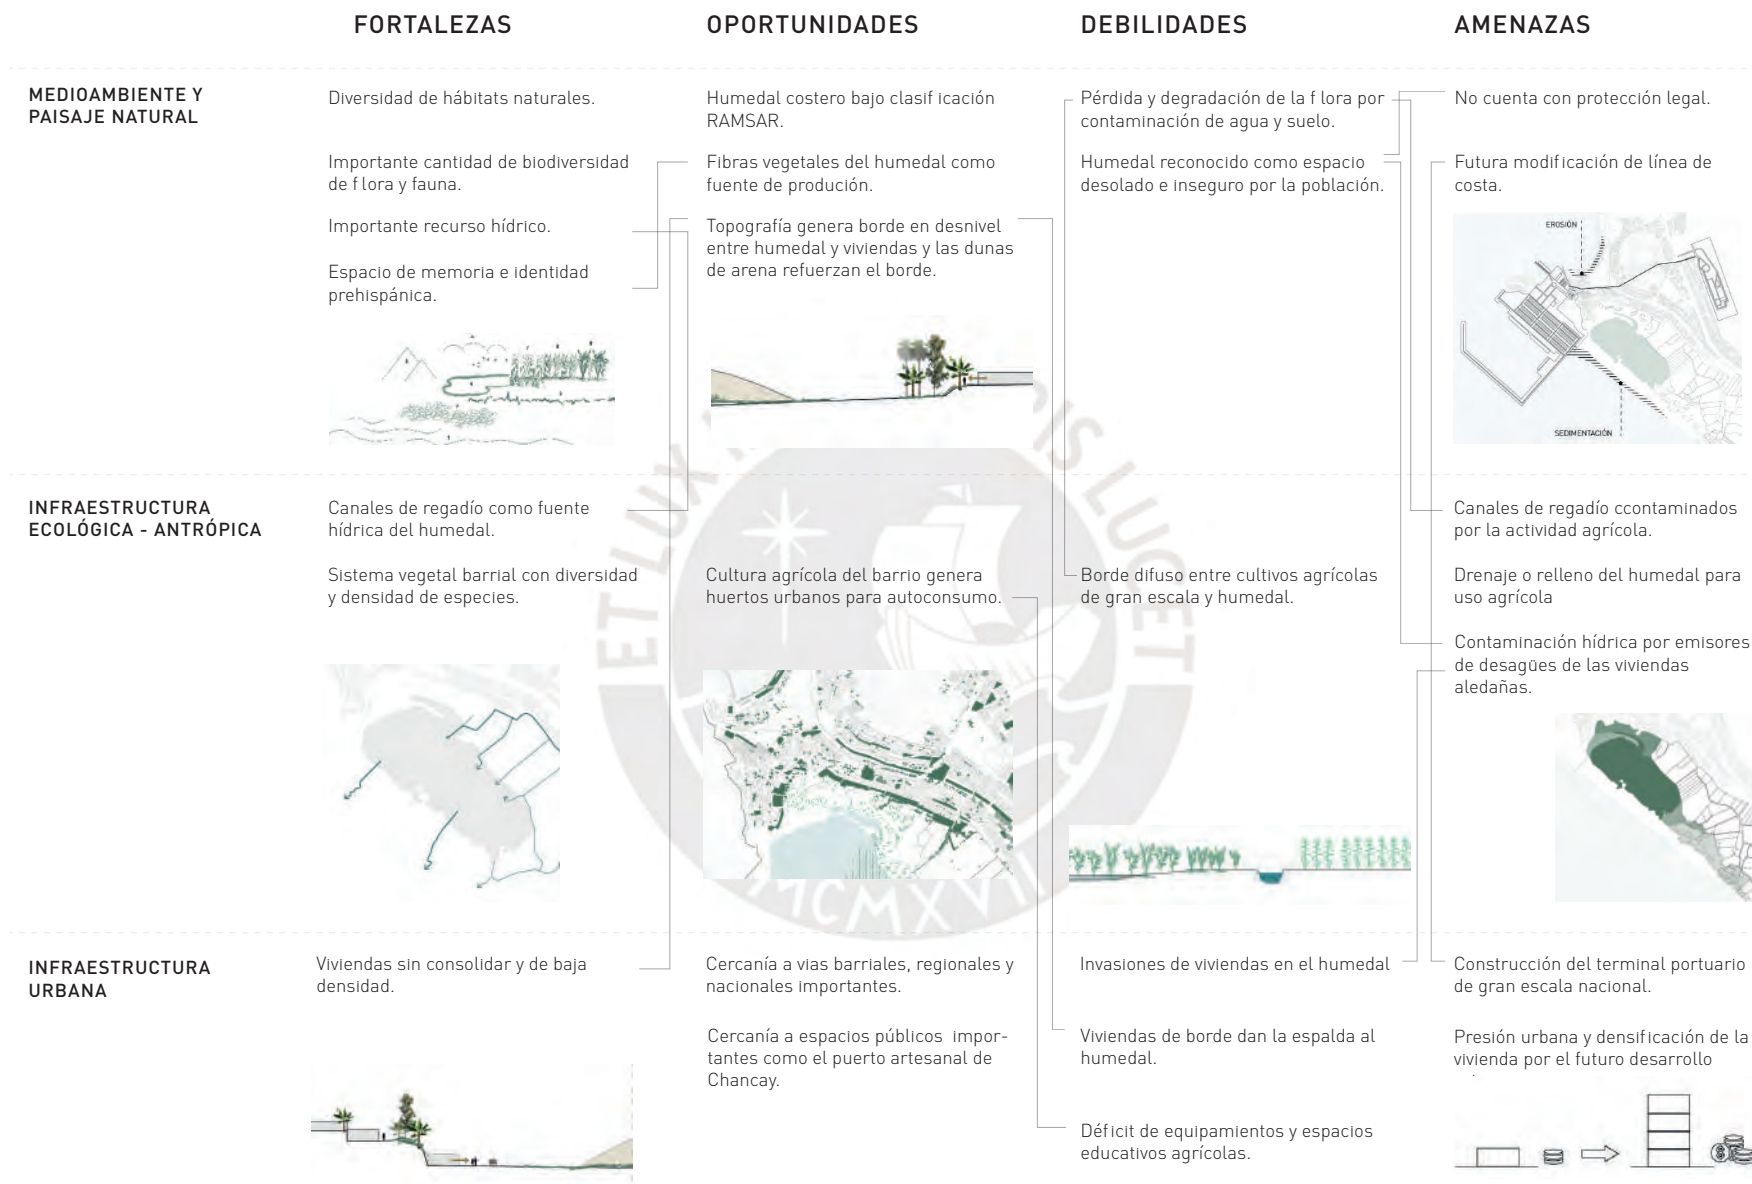 FORTALEZAS
OPORTUNIDADES
DEBILIDADES
AMENAZAS
MEDIOAMBIENTE Y
PAISAJE NATURAL
Diversidad de hábitats naturales.
Importante cantidad de biodiversidad
de flora y fauna.
Importante recurso hídrico.
Espacio de memoria e identidad
prehispánica.
Humedal costero bajo clasificación
RAMSAR.
Fibras vegetales del humedal como
fuente de produción.
Topografía genera borde en desnivel
entre humedal y viviendas y las dunas
de arena refuerzan el borde.
Pérdida y degradación de la flora por
contaminación de agua y suelo.
Humedal reconocido como espacio
desolado e inseguro por la población.
No cuenta con protección legal.
Futura modificación de línea de
costa.
EROSIÓN
SEDIMENTACIÓN
INFRAESTRUCTURA
ECOLÓGICA - ANTRÓPICA
Canales de regadío como fuente
hídrica del humedal.
Sistema vegetal barrial con diversidad
y densidad de especies.
Cultura agrícola del barrio genera
huertos urbanos para autoconsumo.
Borde difuso entre cultivos agrícolas
de gran escala y humedal.
Canales de regadío ccontaminados
por la actividad agrícola.
Drenaje o relleno del humedal para
uso agrícola
Contaminación hídrica por emisores
de desagües de las viviendas
aledañas.
INFRAESTRUCTURA
URBANA
Viviendas sin consolidar y de baja
densidad.
Cercanía a vias barriales, regionales y
nacionales importantes.
Cercanía a espacios públicos impor-
tantes como el puerto artesanal de
Chancay.
Invasiones de viviendas en el humedal
Viviendas de borde dan la espalda al
humedal.
Déficit de equipamientos y espacios
educativos agrícolas.
Construcción del terminal portuario
de gran escala nacional.
Presión urbana y densificación de la
vivienda por el futuro desarrollo
ET LUX IN LUCET
MCMXVII